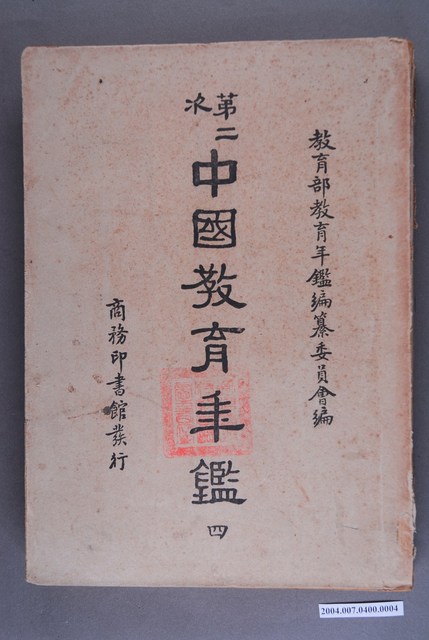 教育部教育年鑑編纂委員會編
第二次
中國教育年鑑
四
商務印書館發行
2004.007.0400.0004